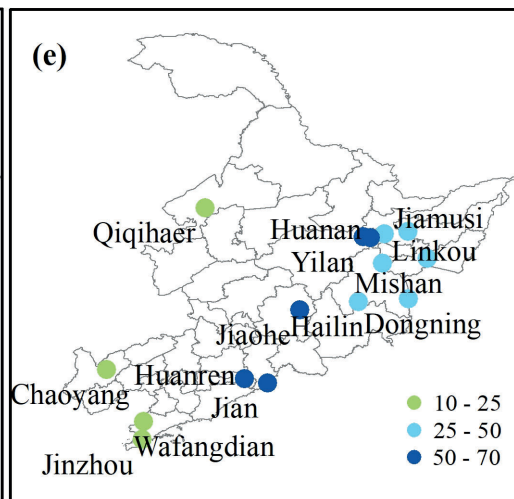 (e)
Qiqihaer
Huanan
Jiamusi
Linkou
Yilan
Mishan
Jiaohe
Hailin
Dongning
Huanren
Chaoyang
Jian
Wafangdian
Jinzhou
10 - 25
25 - 50
50 - 70